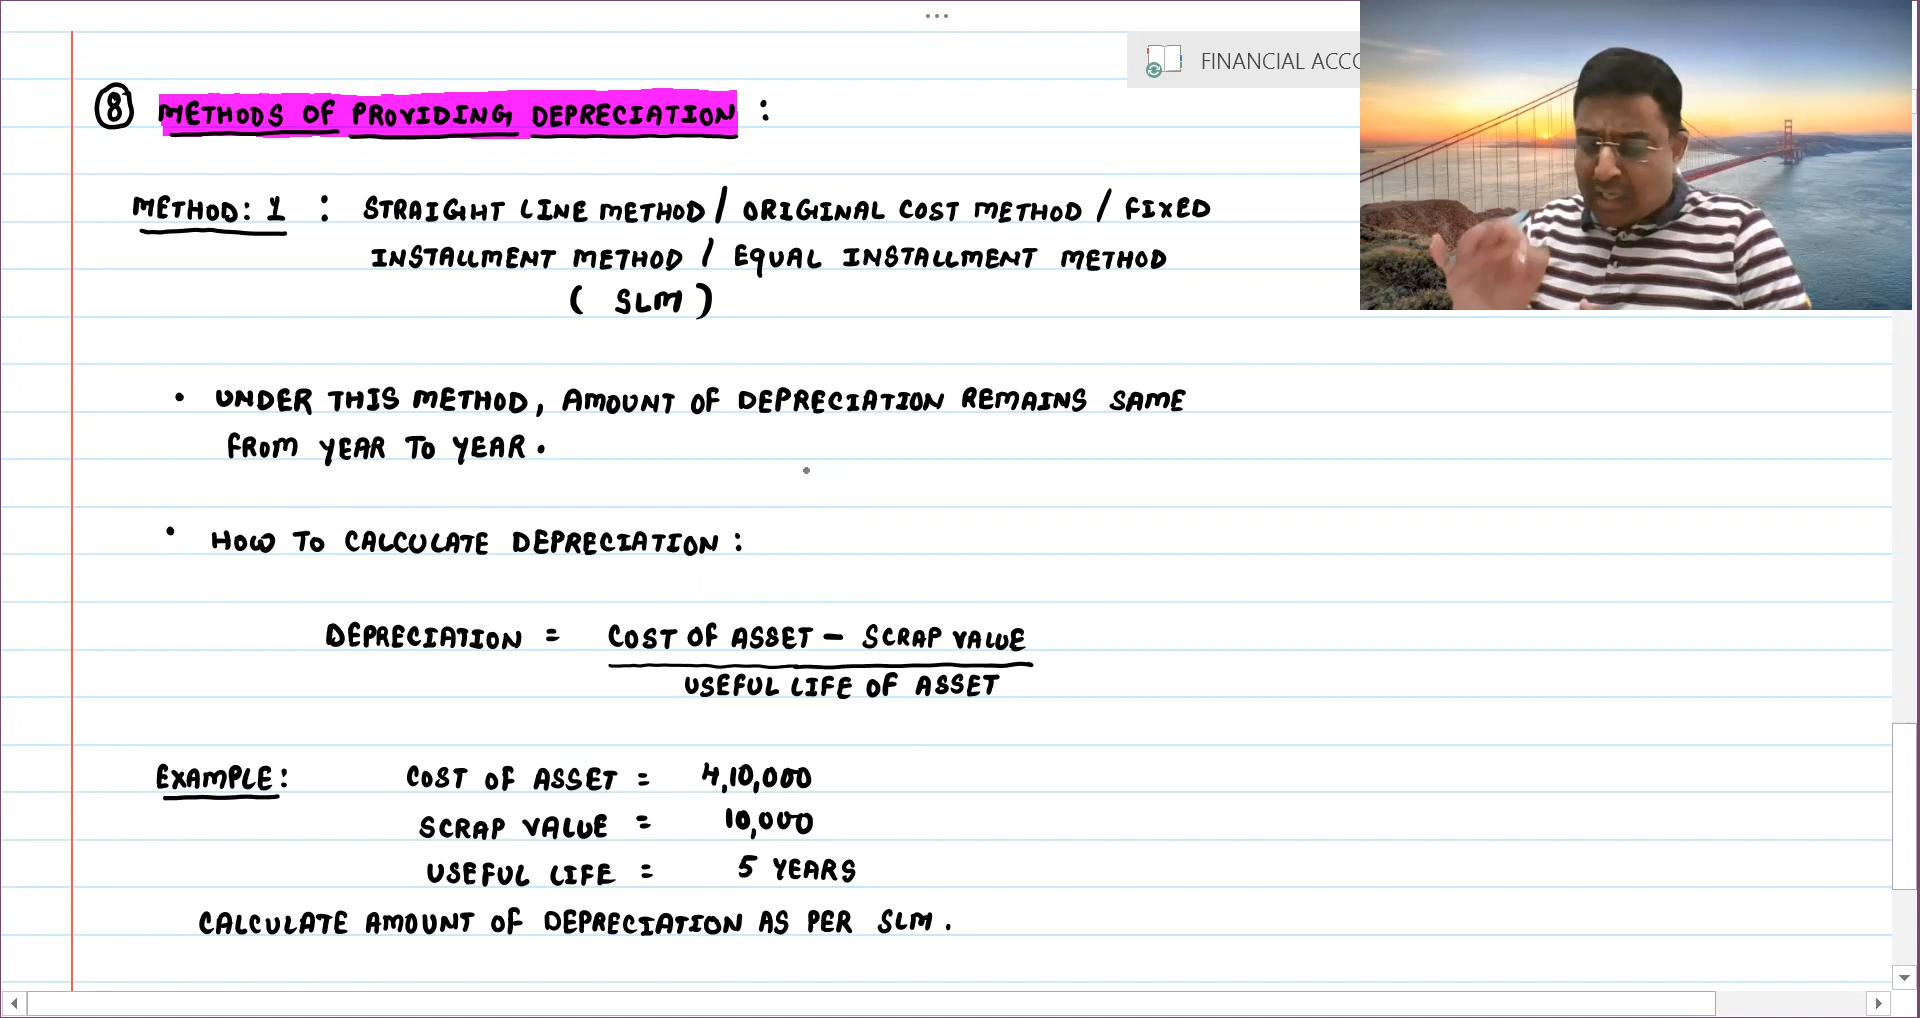 FINANCIAL ACCO
8 METHODS OF PROVIDING DEPRECIATION :
METHOD: 1 : STRAIGHT LINE METHOD / ORIGINAL COST METHOD / FIXED
INSTALLMENT METHOD / EQUAL INSTALLMENT METHOD
( SLM )
• UNDER THIS METHOD, AMOUNT OF DEPRECIATION REMAINS SAME
FROM YEAR TO YEAR.
• HOW TO CALCULATE DEPRECIATION :
DEPRECIATION = COST OF ASSET - SCRAP VALUE
USEFUL LIFE OF ASSET
EXAMPLE: COST OF ASSET = 4,10,000
SCRAP VALUE = 10,000
USEFUL LIFE = 5 YEARS
CALCULATE AMOUNT OF DEPRECIATION AS PER SLM.